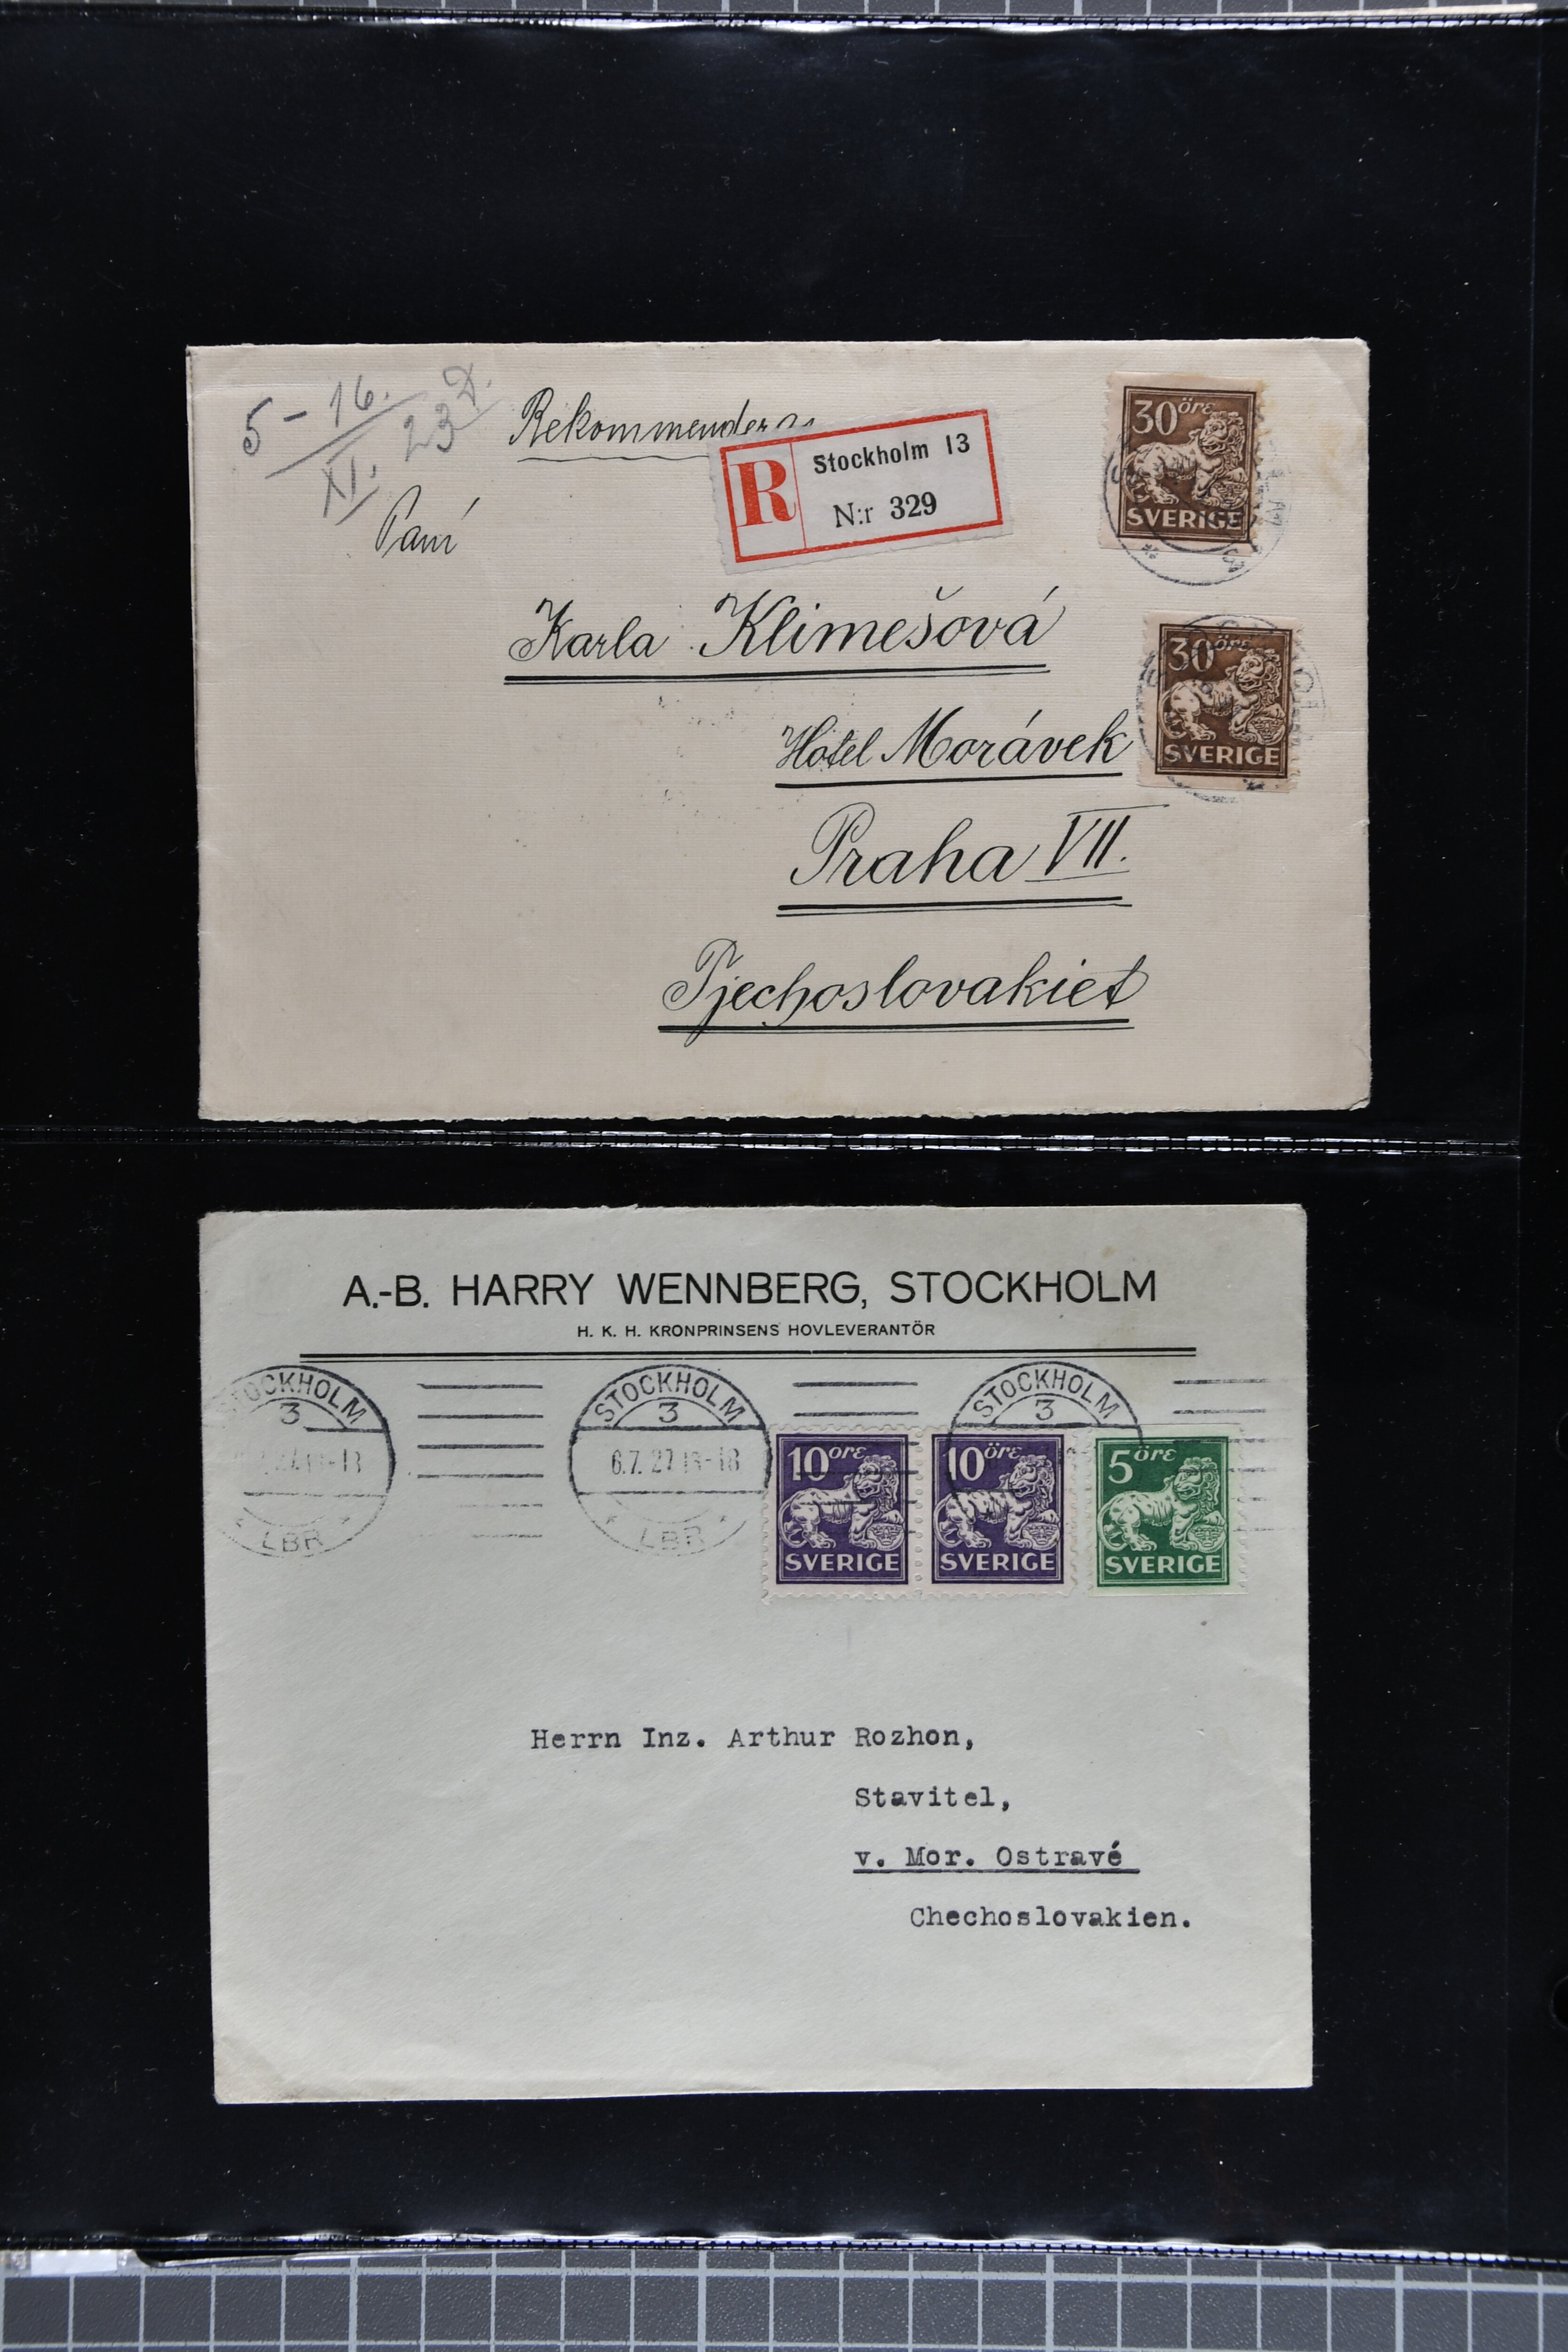 5 - 16. D.
XI. 23
Rekommenderas
R
Stockholm 13
N:r 329
30 öre
SVERIGE
Paní
Karla Klimešová
30 öre
SVERIGE
Hotel Morávek
Praha VII.
Tjechoslovakiet
A.-B. HARRY WENNBERG, STOCKHOLM
H. K. H. KRONPRINSENS HOVLEVERANTÖR
STOCKHOLM
3
LBR
STOCKHOLM
3
6.7.27 18
LBR
STOCKHOLM
3
10 öre
SVERIGE
10 öre
SVERIGE
5 öre
SVERIGE
Herrn Inz. Arthur Rozhon,
Stavitel,
v. Mor. Ostravé
Chechoslovakien.